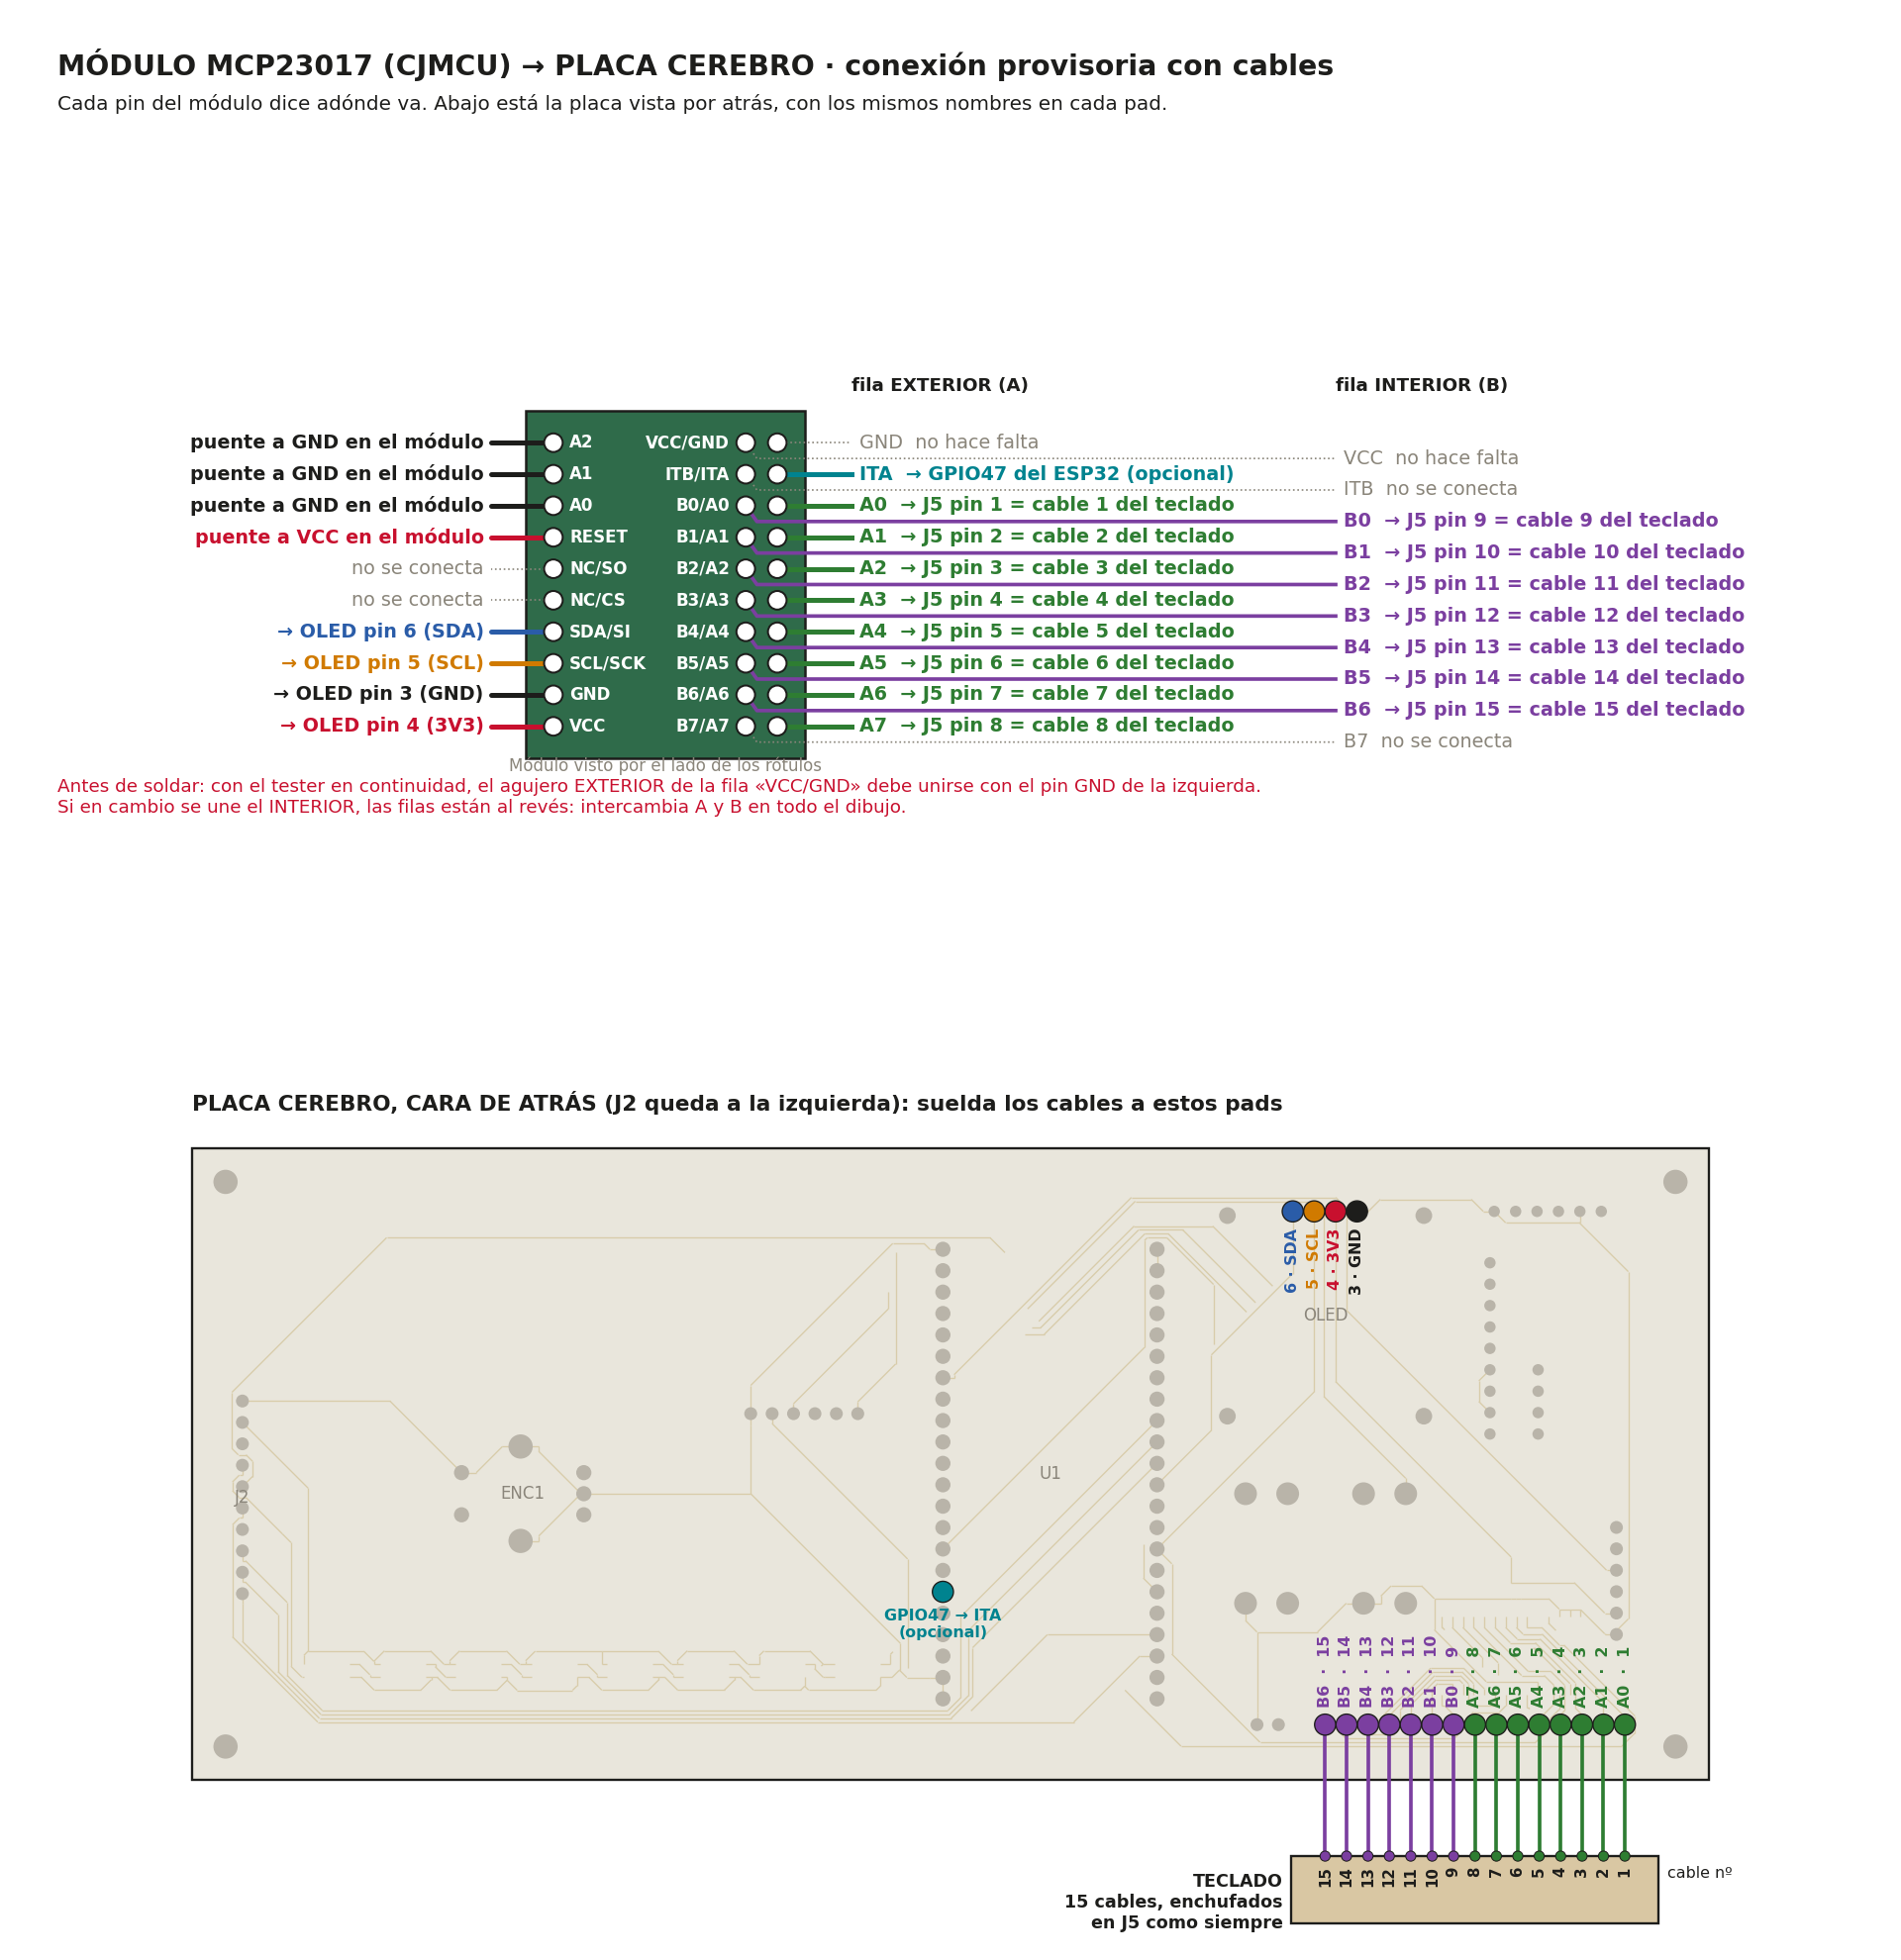 MÓDULO MCP23017 (CJMCU) → PLACA CEREBRO · conexión provisoria con cables
Cada pin del módulo dice adónde va. Abajo está la placa vista por atrás, con los mismos nombres en cada pad.
fila EXTERIOR (A)
fila INTERIOR (B)
puente a GND en el módulo A2 VCC/GND GND no hace falta
VCC no hace falta
puente a GND en el módulo A1 ITB/ITA ITA → GPIO47 del ESP32 (opcional)
ITB no se conecta
puente a GND en el módulo A0 B0/A0 A0 → J5 pin 1 = cable 1 del teclado
B0 → J5 pin 9 = cable 9 del teclado
puente a VCC en el módulo RESET B1/A1 A1 → J5 pin 2 = cable 2 del teclado
B1 → J5 pin 10 = cable 10 del teclado
no se conecta NC/SO B2/A2 A2 → J5 pin 3 = cable 3 del teclado
B2 → J5 pin 11 = cable 11 del teclado
no se conecta NC/CS B3/A3 A3 → J5 pin 4 = cable 4 del teclado
B3 → J5 pin 12 = cable 12 del teclado
→ OLED pin 6 (SDA) SDA/SI B4/A4 A4 → J5 pin 5 = cable 5 del teclado
B4 → J5 pin 13 = cable 13 del teclado
→ OLED pin 5 (SCL) SCL/SCK B5/A5 A5 → J5 pin 6 = cable 6 del teclado
B5 → J5 pin 14 = cable 14 del teclado
→ OLED pin 3 (GND) GND B6/A6 A6 → J5 pin 7 = cable 7 del teclado
B6 → J5 pin 15 = cable 15 del teclado
→ OLED pin 4 (3V3) VCC B7/A7 A7 → J5 pin 8 = cable 8 del teclado
B7 no se conecta
Módulo visto por el lado de los rótulos
Antes de soldar: con el tester en continuidad, el agujero EXTERIOR de la fila «VCC/GND» debe unirse con el pin GND de la izquierda.
Si en cambio se une el INTERIOR, las filas están al revés: intercambia A y B en todo el dibujo.
PLACA CEREBRO, CARA DE ATRÁS (J2 queda a la izquierda): suelda los cables a estos pads
6 · SDA
5 · SCL
4 · 3V3
3 · GND
OLED
U1
ENC1
J2
GPIO47 → ITA
(opcional)
B6 · 15
B5 · 14
B4 · 13
B3 · 12
B2 · 11
B1 · 10
B0 · 9
A7 · 8
A6 · 7
A5 · 6
A4 · 5
A3 · 4
A2 · 3
A1 · 2
A0 · 1
15 14 13 12 11 10 9 8 7 6 5 4 3 2 1
cable nº
TECLADO
15 cables, enchufados
en J5 como siempre